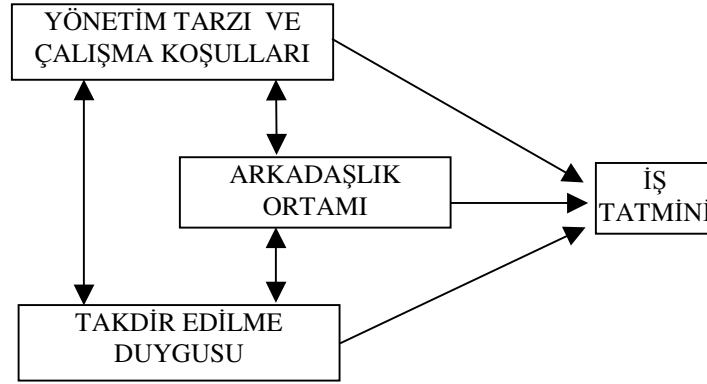 YÖNETİM TARZI VE
ÇALIŞMA KOŞULLARI
ARKADAŞLIK
ORTAMI
İŞ
TATMİNİ
TAKDİR EDİLME
DUYGUSU